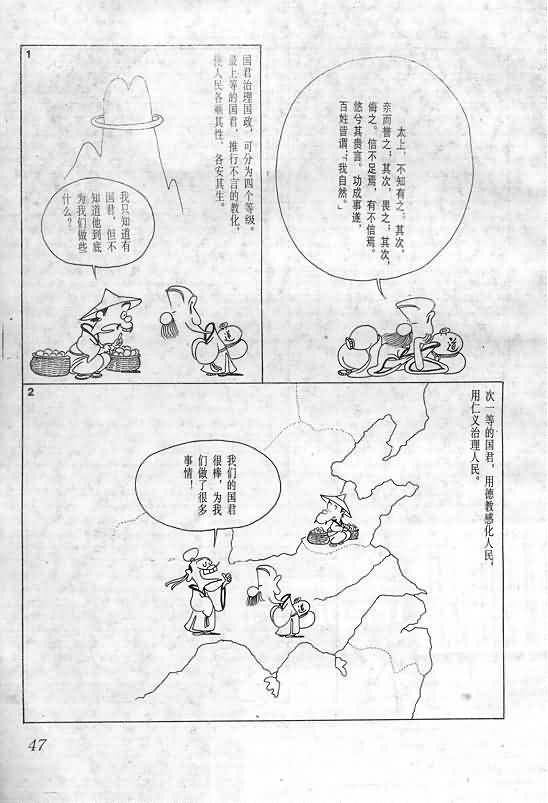 太上，不知有之；其次，
亲而誉之；其次，畏之；其次，
侮之。信不足焉，有不信焉。
悠兮其贵言。功成事遂，
百姓皆谓：“我自然。”
道
1
国君治理国政，可分为四个等级。
最上等的国君，推行不言的教化，
使人民各顺其性，各安其生。
我只知道有
国君，但不
知道他到底
为我们做些
什么？
道
2
次一等的国君，用德教感化人民，
用仁义治理人民。
我们的国君
很棒，为我
们做了很多
事情！
道
47